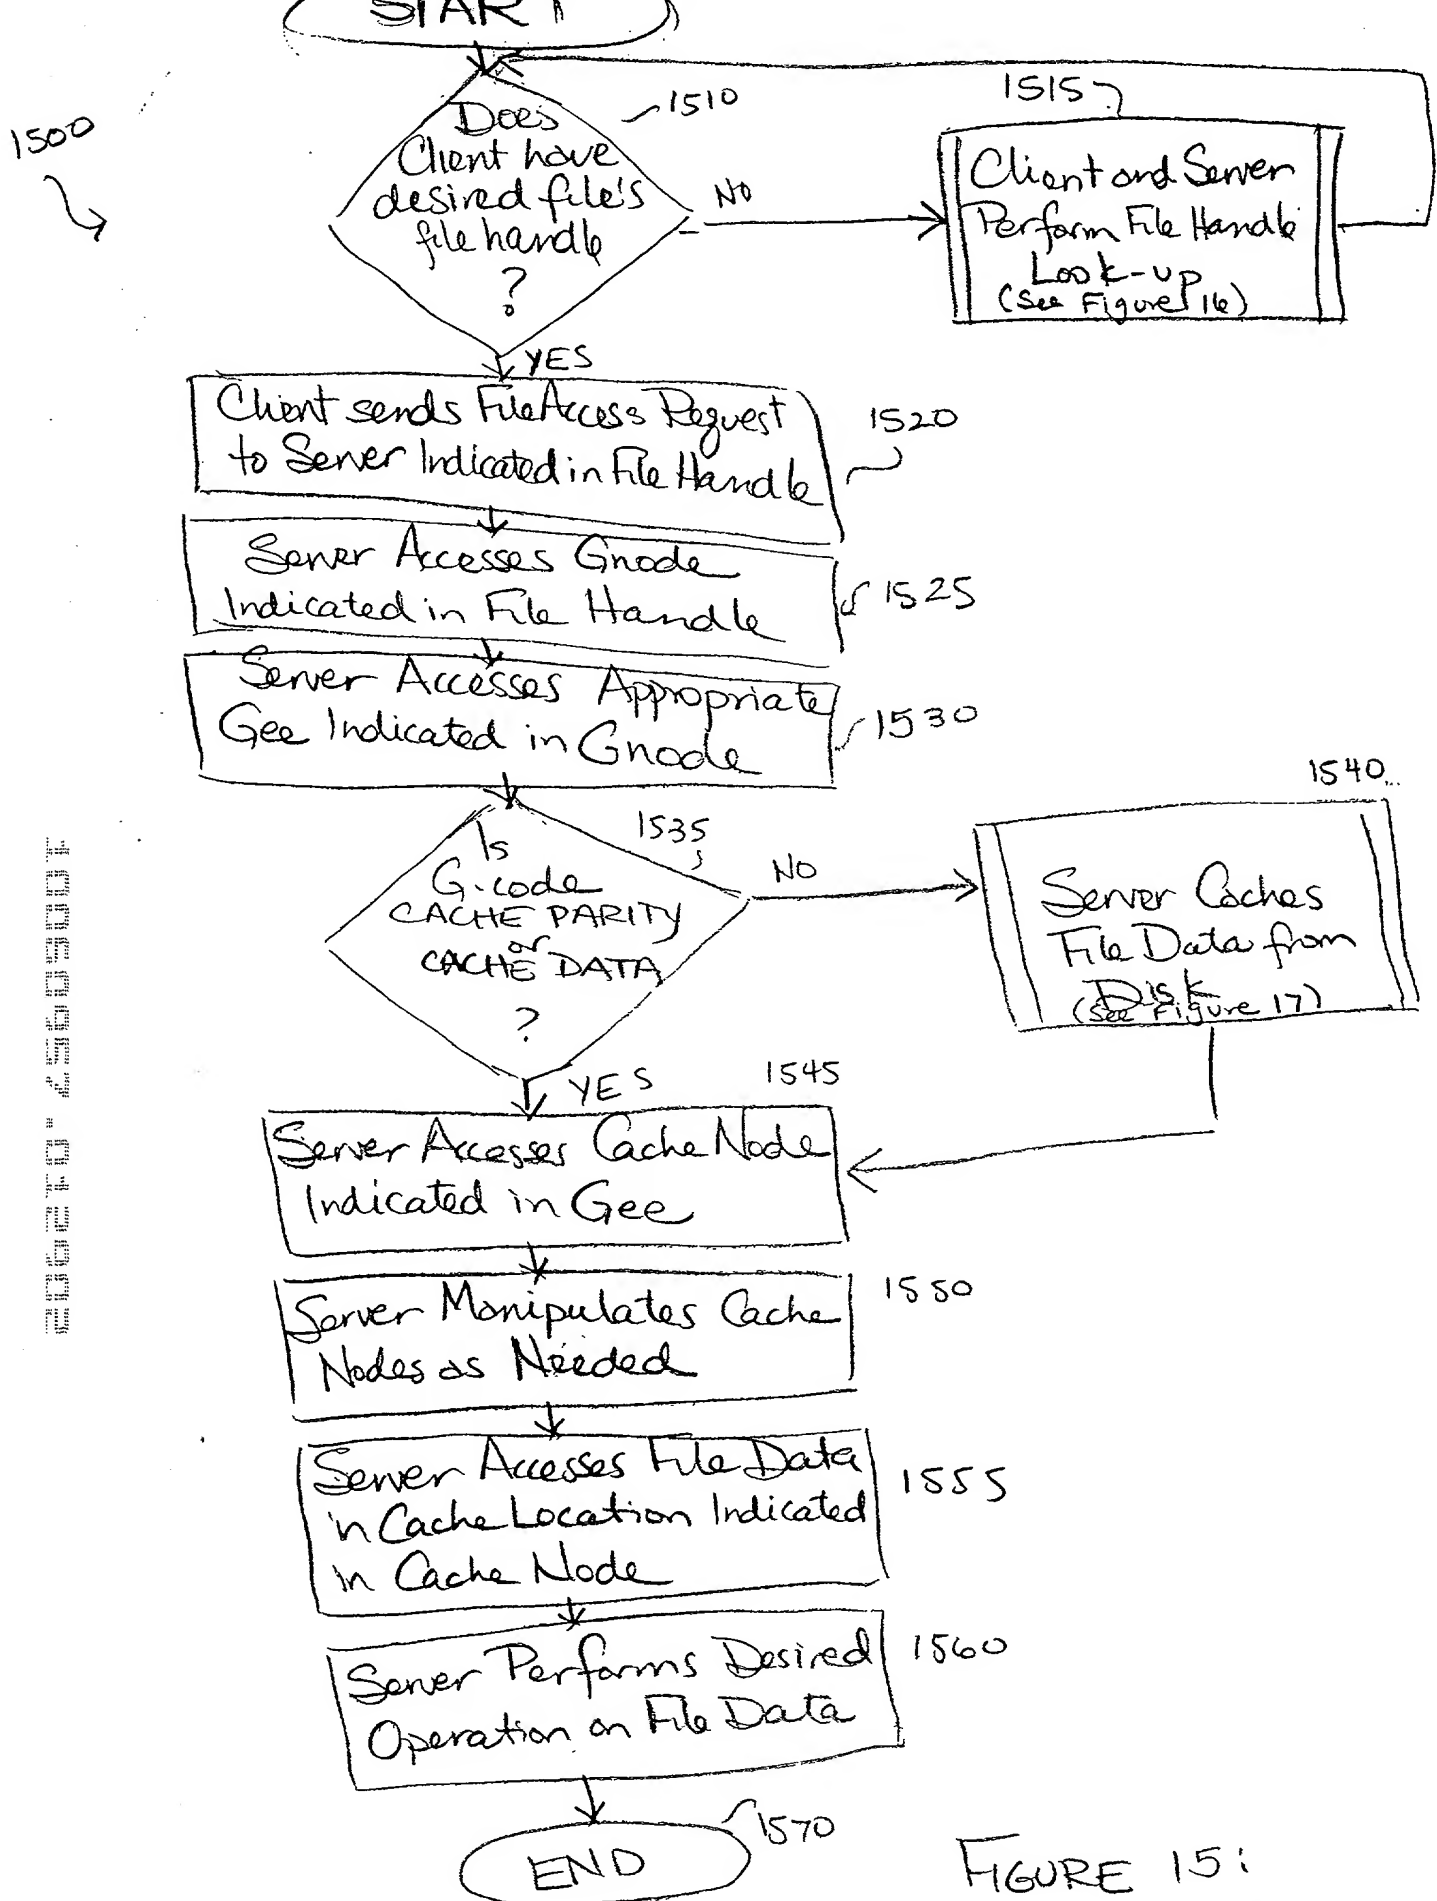 START
1500
1510
Does
Client have
desired file's
file handle
?
NO
1515
Client and Server
Perform File Handle
Look-up
(See Figure 16)
YES
Client sends File Access Request
to Server Indicated in File Handle
1520
Server Accesses Gnode
Indicated in File Handle
1525
Server Accesses Appropriate
Gee Indicated in Gnode
1530
1535
Is
G-code
CACHE PARITY
or
CACHE DATA
?
NO
1540
Server Caches
File Data from
Disk
(See Figure 17)
YES
1545
Server Accesses Cache Node
Indicated in Gee
Server Manipulates Cache
Nodes as Needed
1550
Server Accesses File Data
in Cache Location Indicated
in Cache Node
1555
Server Performs Desired
Operation on File Data
1560
END
1570
FIGURE 15: